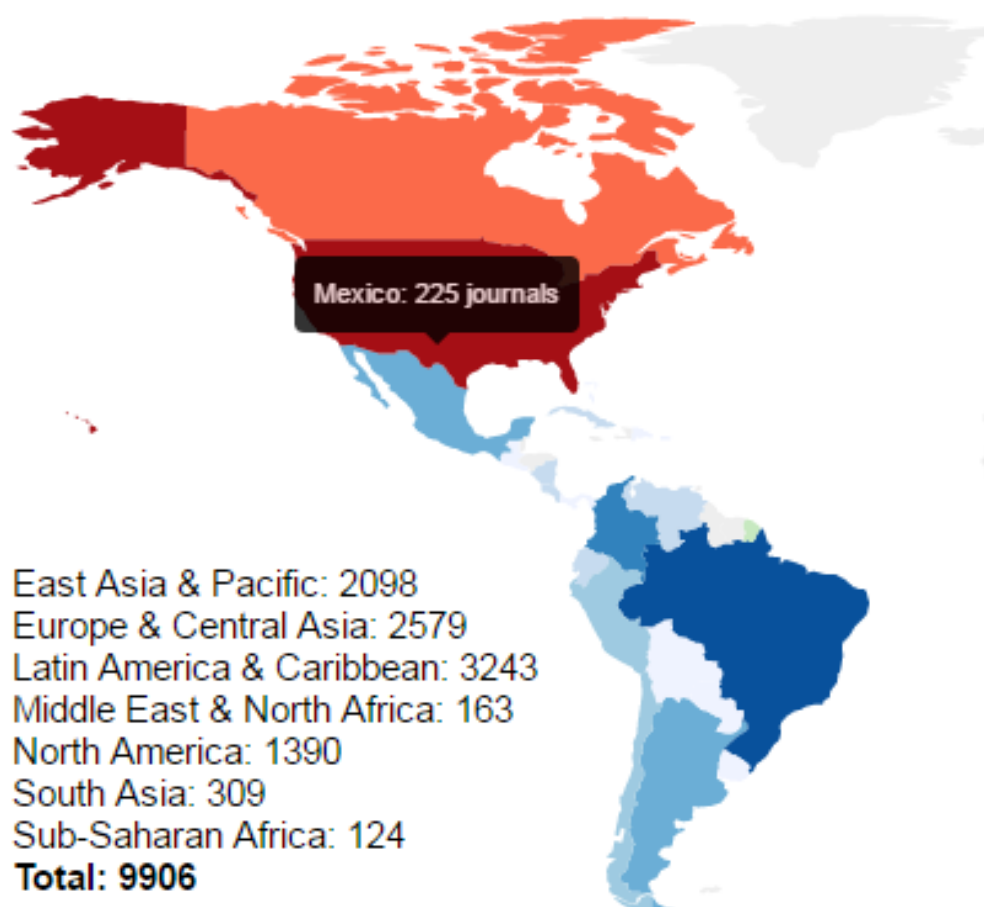 Mexico: 225 journals
East Asia & Pacific: 2098
Europe & Central Asia: 2579
Latin America & Caribbean: 3243
Middle East & North Africa: 163
North America: 1390
South Asia: 309
Sub-Saharan Africa: 124
Total: 9906